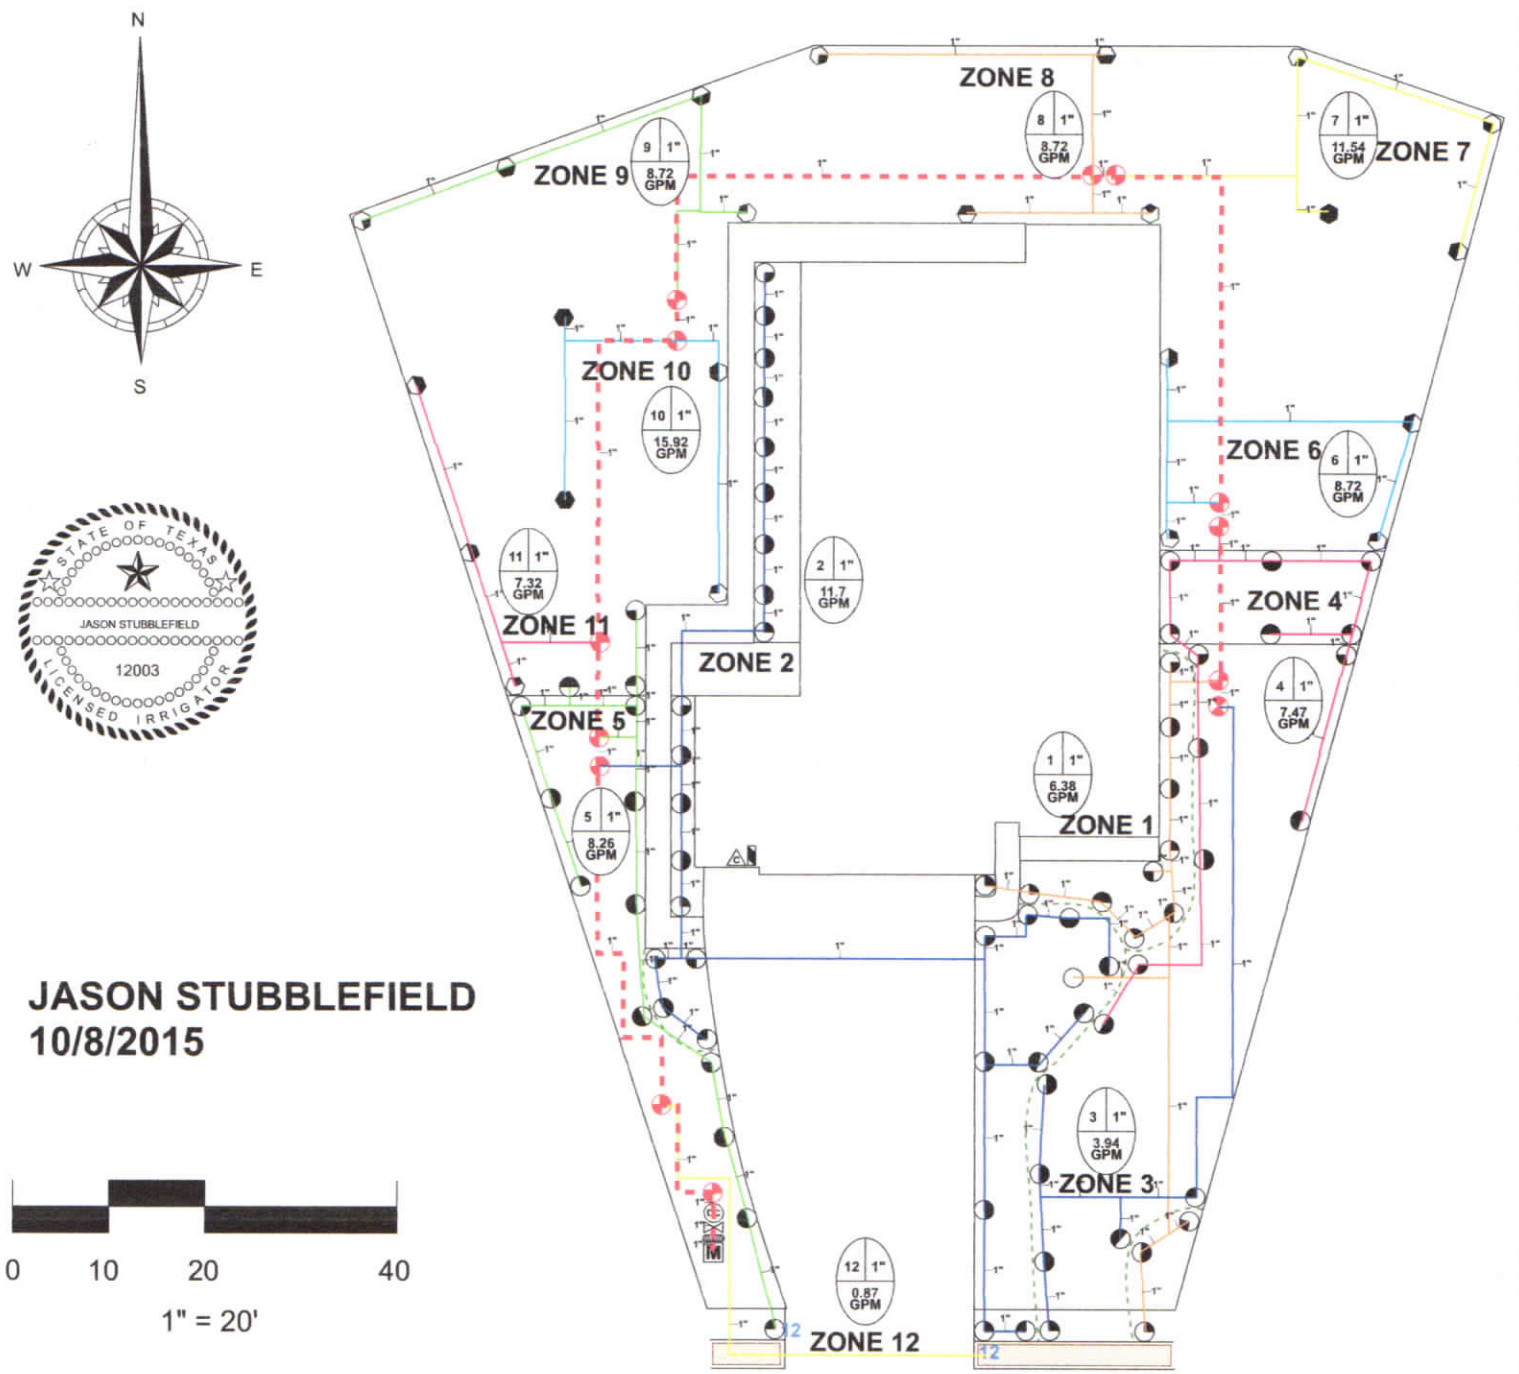 N
W
E
S
STATE OF TEXAS
JASON STUBBLEFIELD
12003
LICENSED IRRIGATOR
JASON STUBBLEFIELD
10/8/2015
0 10 20 40
1" = 20'
ZONE 8
8 1"
8.72
GPM
7 1"
11.54
GPM
ZONE 7
9 1"
8.72
GPM
ZONE 9
ZONE 10
10 1"
15.92
GPM
ZONE 6
6 1"
8.72
GPM
11 1"
7.32
GPM
ZONE 11
2 1"
11.7
GPM
ZONE 2
ZONE 4
4 1"
7.47
GPM
ZONE 5
5 1"
8.26
GPM
1 1"
6.38
GPM
ZONE 1
C
3 1"
3.94
GPM
ZONE 3
M
12 1"
0.87
GPM
ZONE 12
12
12